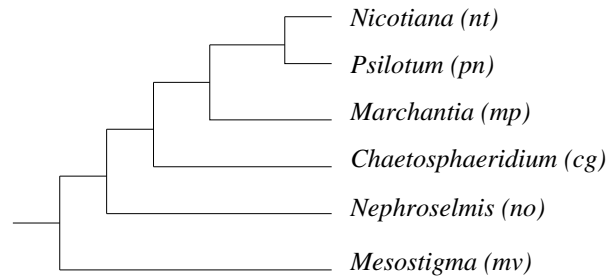 Nicotiana (nt)
Psilotum (pn)
Marchantia (mp)
Chaetosphaeridium (cg)
Nephroselmis (no)
Mesostigma (mv)